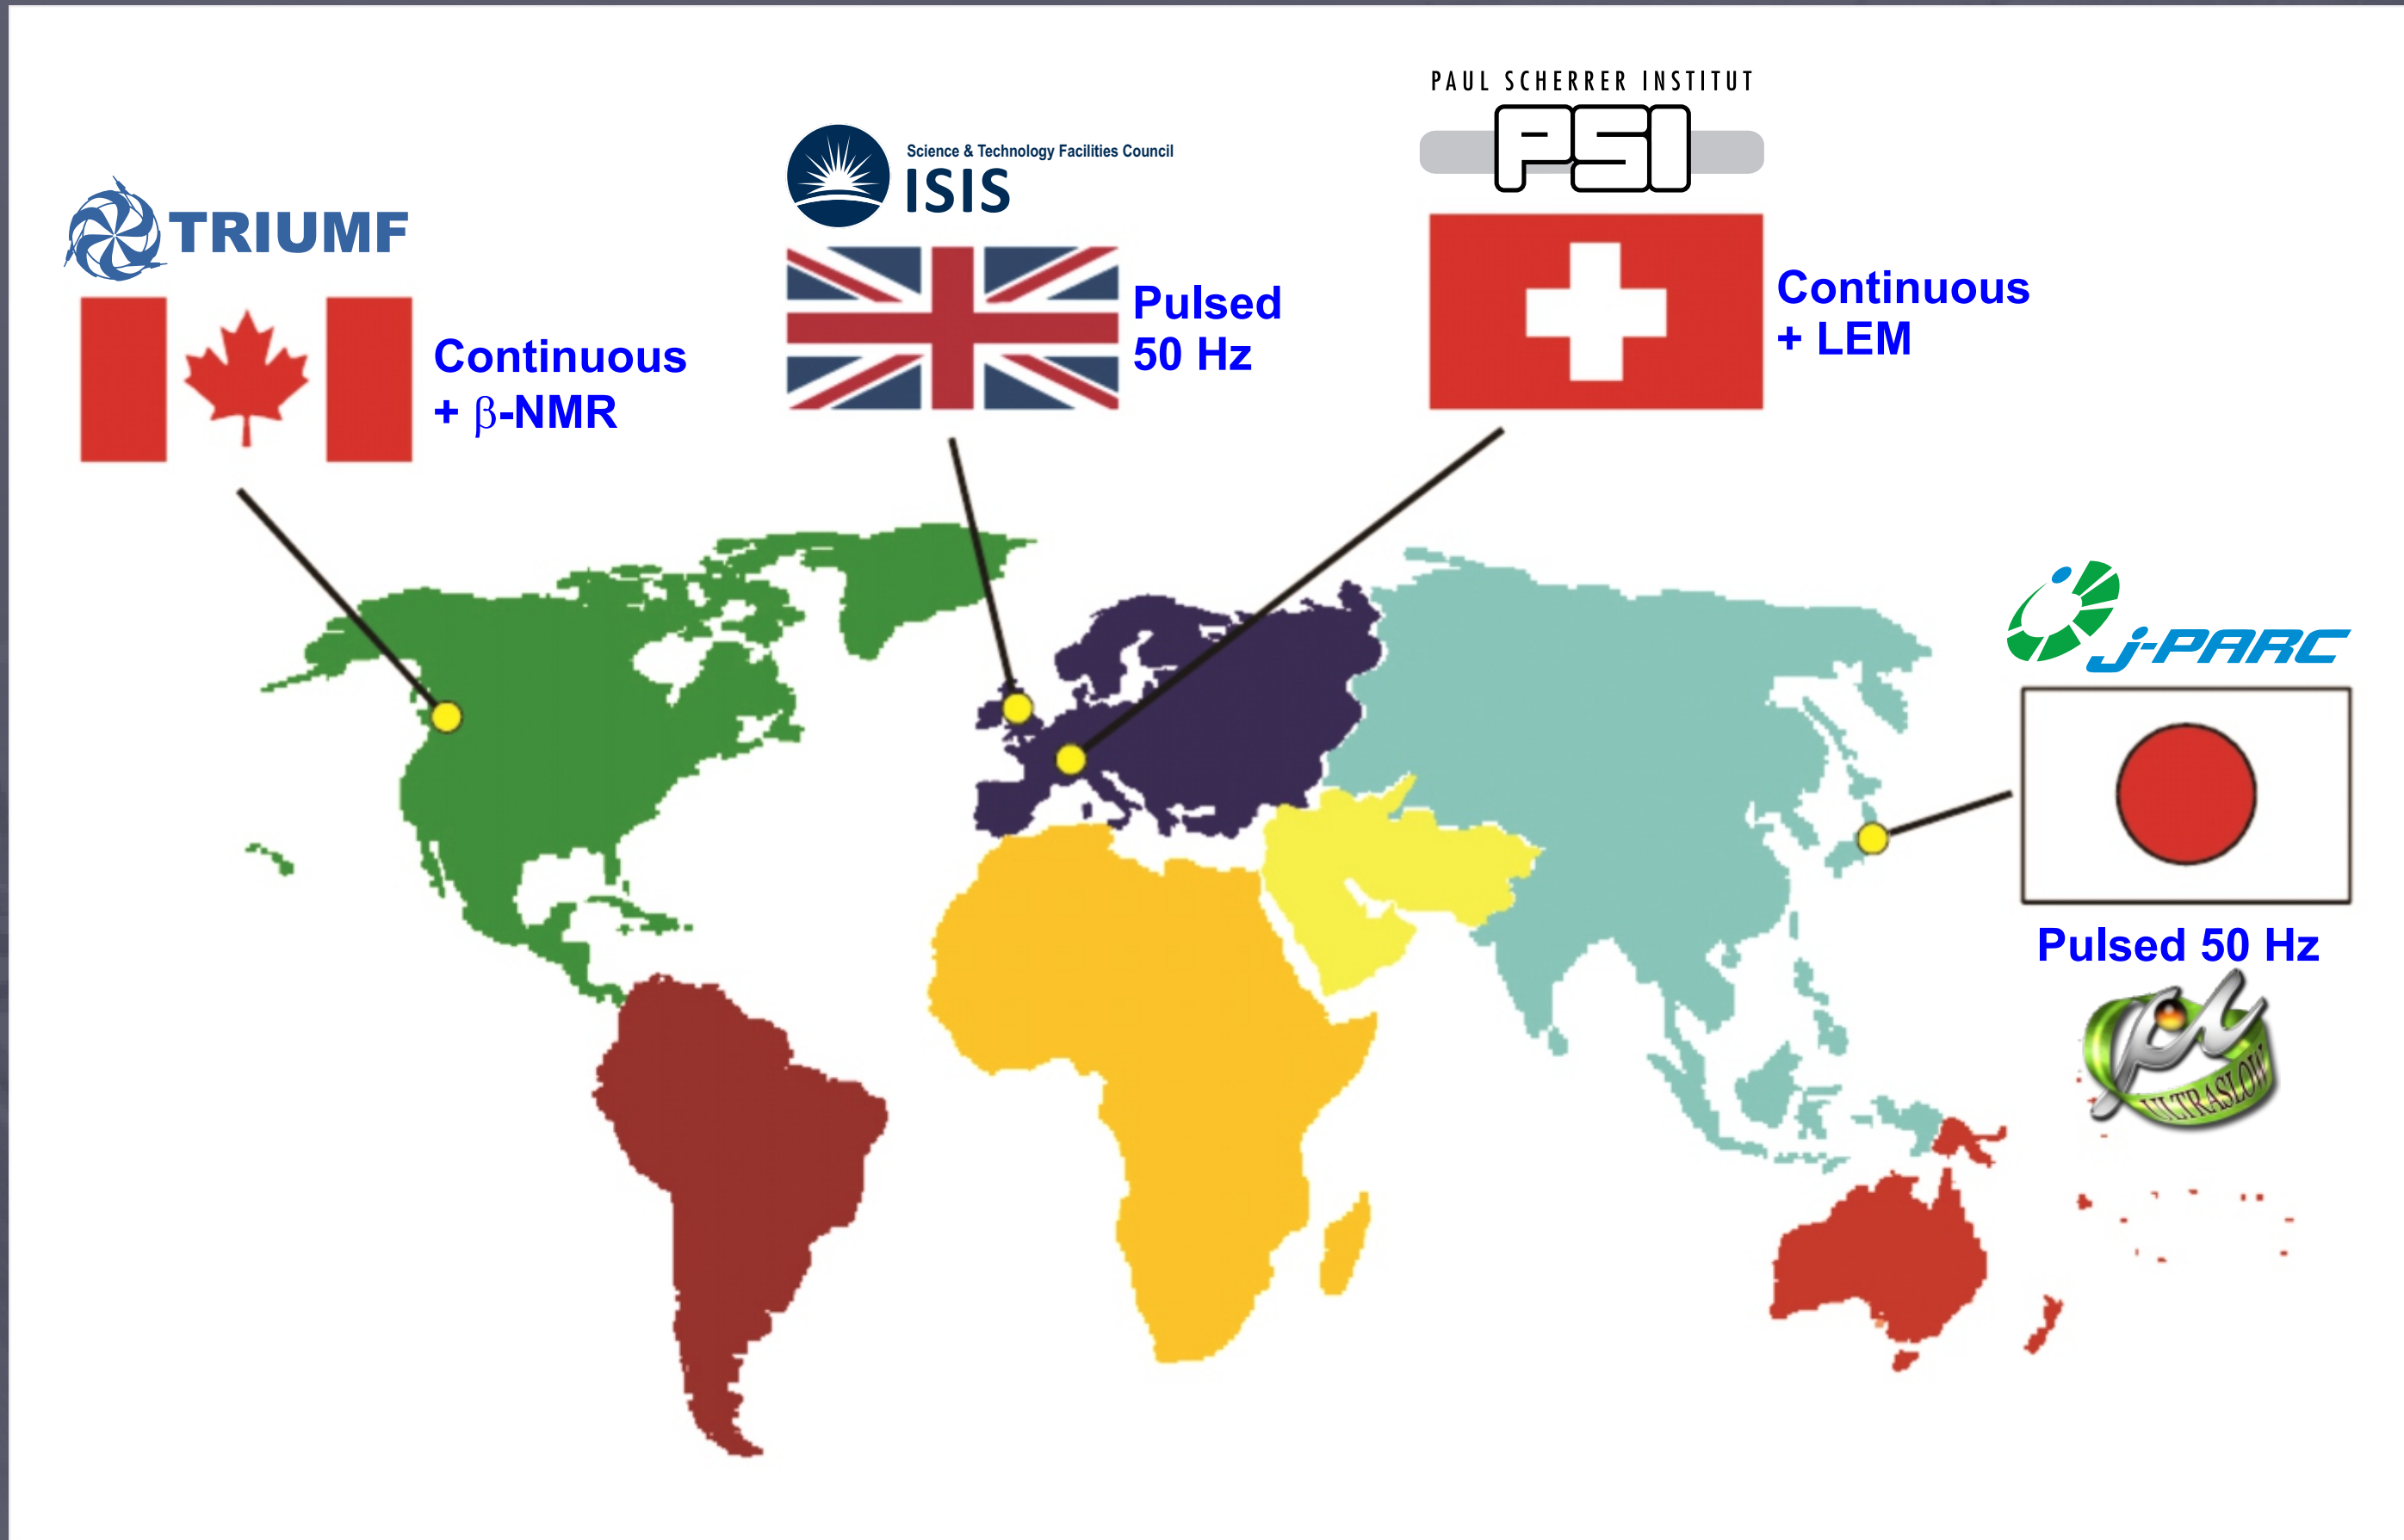 PAUL SCHERRER INSTITUT
PSI
Science & Technology Facilities Council
ISIS
TRIUMF
Continuous
+ β-NMR
Pulsed
50 Hz
Continuous
+ LEM
J-PARC
Pulsed 50 Hz
μ
ULTRASLOW